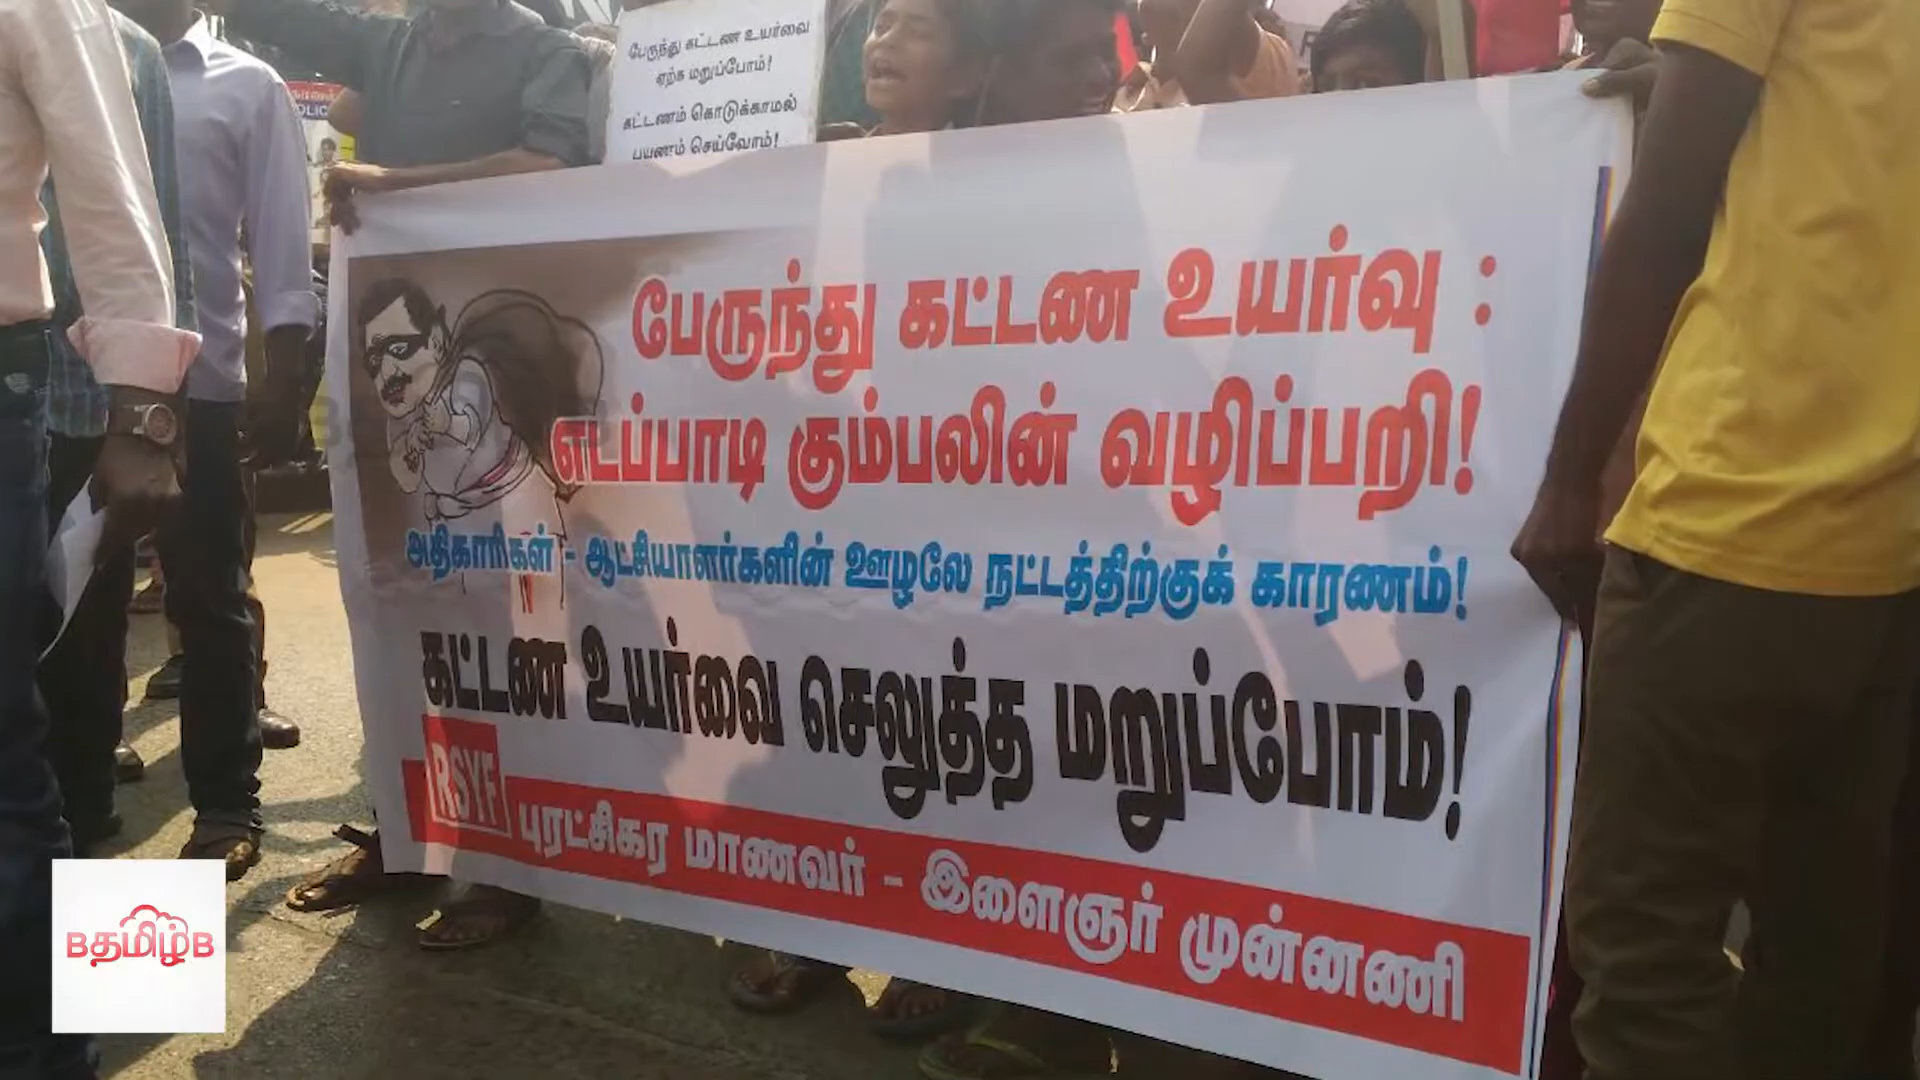 பேருந்து கட்டண உயர்வை
ஏற்க மறுப்போம்!
கட்டணம் கொடுக்காமல்
பயணம் செய்வோம்!
பேருந்து கட்டண உயர்வு :
எடப்பாடி கும்பலின் வழிப்பறி!
அதிகாரிகள் - ஆட்சியாளர்களின் ஊழலே நட்டத்திற்குக் காரணம்!
கட்டண உயர்வை செலுத்த மறுப்போம்!
RSYF
புரட்சிகர மாணவர் - இளைஞர் முன்னணி
Bதமிழ்B